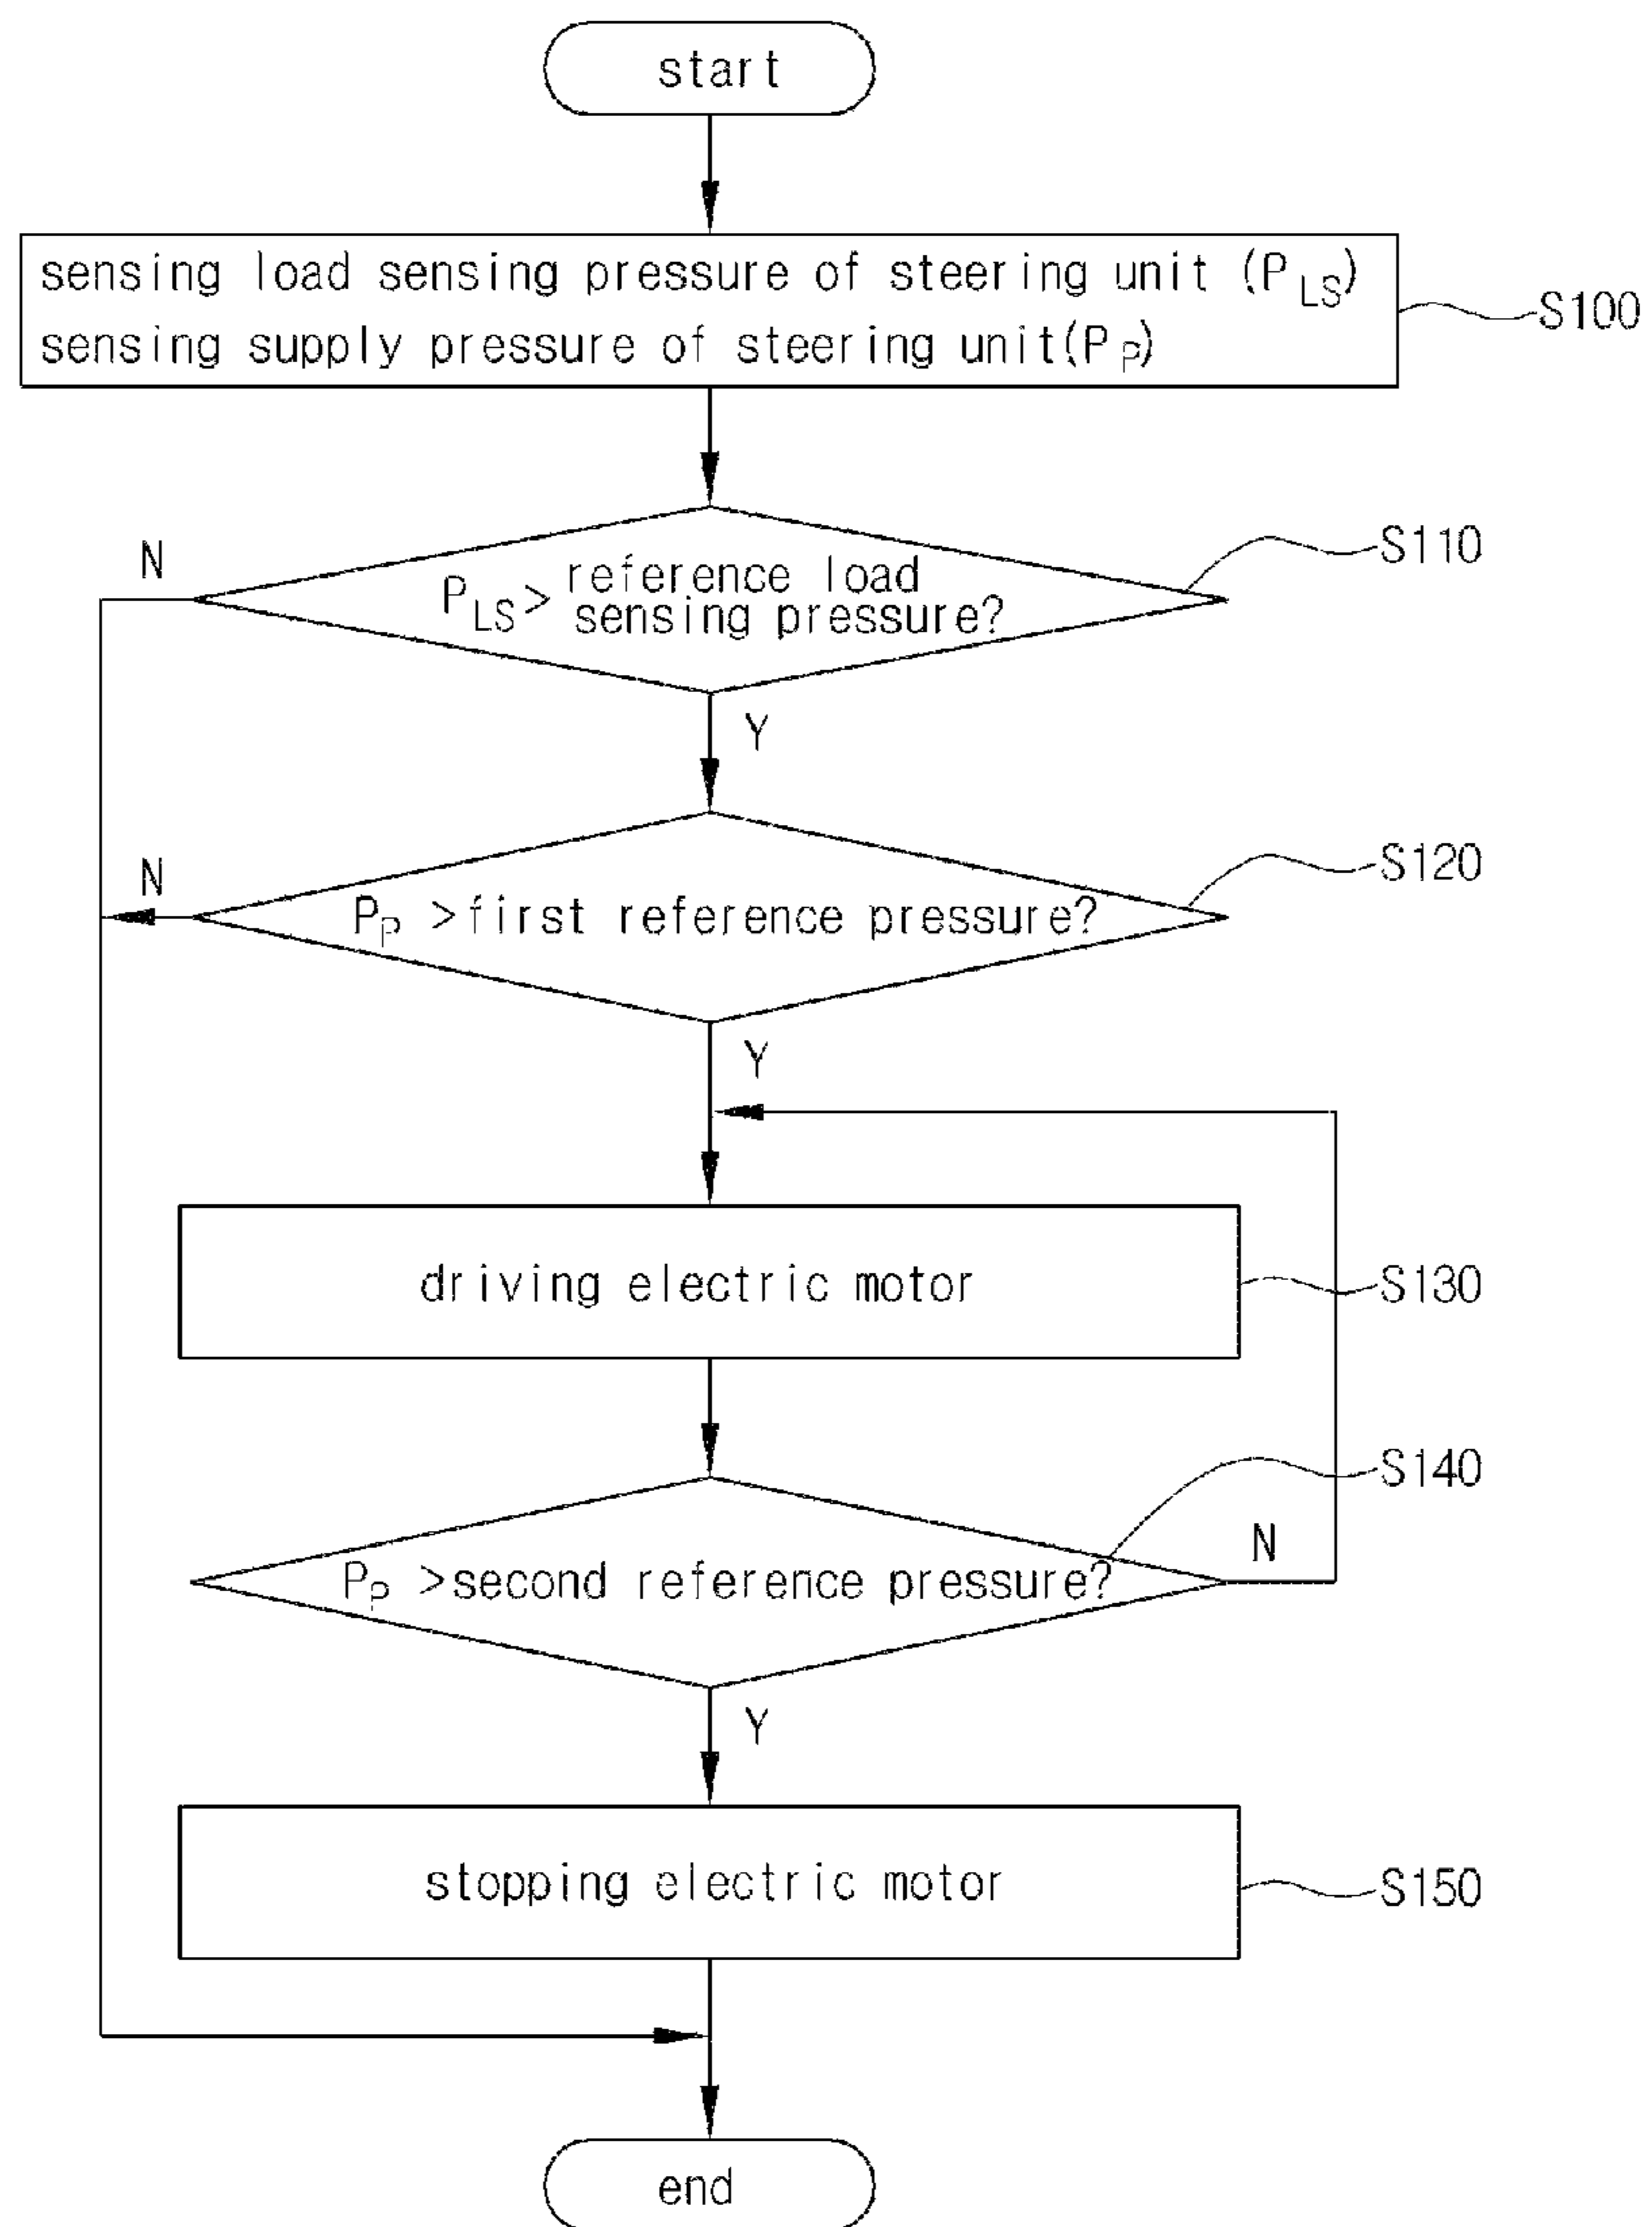 start
sensing load sensing pressure of steering unit (PLS)
sensing supply pressure of steering unit(PP)
S100
N
PLS> reference load
sensing pressure?
S110
Y
N
PP >first reference pressure?
S120
Y
driving electric motor
S130
S140
N
PP >second reference pressure?
Y
stopping electric motor
S150
end